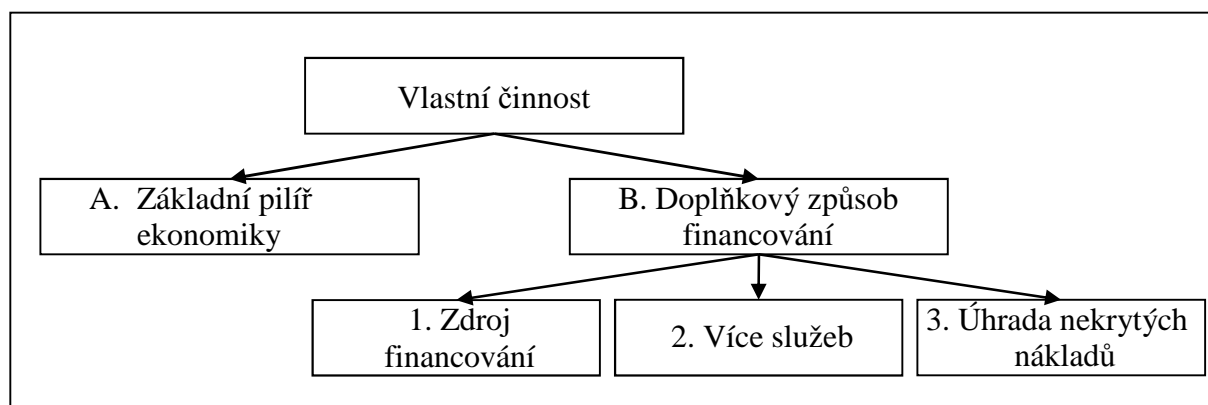 Vlastní činnost
A. Základní pilíř
ekonomiky
B. Doplňkový způsob
financování
1. Zdroj
financování
2. Více služeb
3. Úhrada nekrytých
nákladů